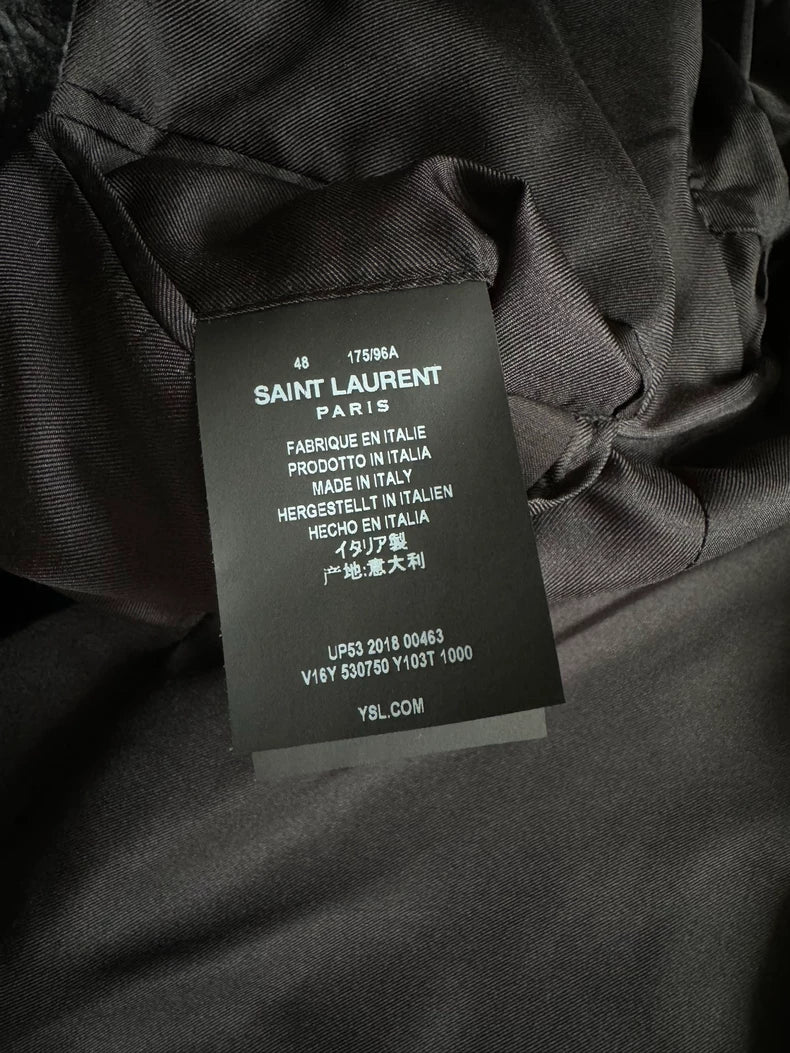 48 175/96A
SAINT LAURENT
PARIS
FABRIQUE EN ITALIE
PRODOTTO IN ITALIA
MADE IN ITALY
HERGESTELLT IN ITALIEN
HECHO EN ITALIA
イタリア製
产地:意大利
UP53 2018 00463
V16Y 530750 Y103T 1000
YSL.COM